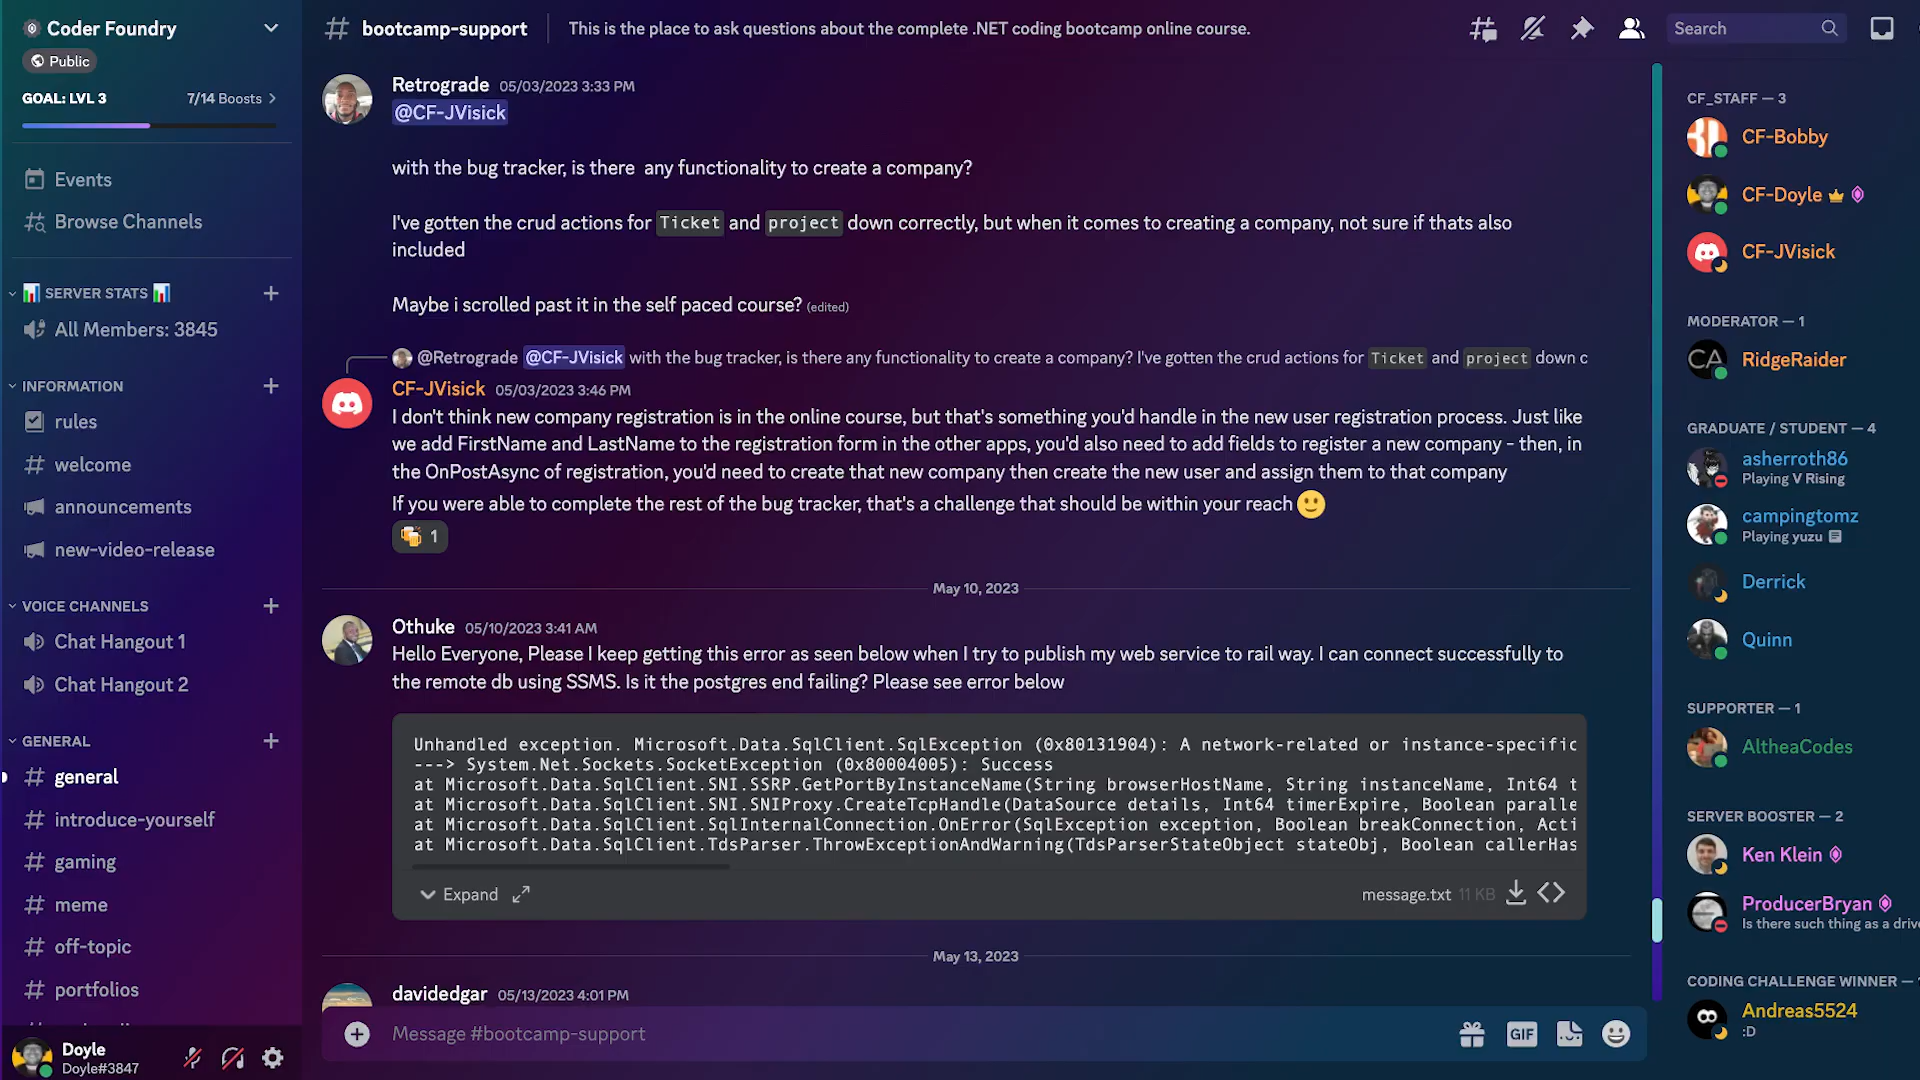 Coder Foundry
Public
GOAL: LVL 3 7/14 Boosts
Events
Browse Channels
SERVER STATS
All Members: 3845
INFORMATION
rules
welcome
announcements
new-video-release
VOICE CHANNELS
Chat Hangout 1
Chat Hangout 2
GENERAL
general
introduce-yourself
gaming
meme
off-topic
portfolios
Doyle
Doyle#3847
bootcamp-support This is the place to ask questions about the complete .NET coding bootcamp online course.
Search
Retrograde 05/03/2023 3:33 PM
@CF-JVisick
with the bug tracker, is there any functionality to create a company?
I've gotten the crud actions for Ticket and project down correctly, but when it comes to creating a company, not sure if thats also
included
Maybe i scrolled past it in the self paced course? (edited)
@Retrograde @CF-JVisick with the bug tracker, is there any functionality to create a company? I've gotten the crud actions for Ticket and project down c
CF-JVisick 05/03/2023 3:46 PM
I don't think new company registration is in the online course, but that's something you'd handle in the new user registration process. Just like
we add FirstName and LastName to the registration form in the other apps, you'd also need to add fields to register a new company - then, in
the OnPostAsync of registration, you'd need to create that new company then create the new user and assign them to that company
If you were able to complete the rest of the bug tracker, that's a challenge that should be within your reach
1
May 10, 2023
Othuke 05/10/2023 3:41 AM
Hello Everyone, Please I keep getting this error as seen below when I try to publish my web service to rail way. I can connect successfully to
the remote db using SSMS. Is it the postgres end failing? Please see error below
Unhandled exception. Microsoft.Data.SqlClient.SqlException (0x80131904): A network-related or instance-specific
---> System.Net.Sockets.SocketException (0x80004005): Success
at Microsoft.Data.SqlClient.SNI.SSRP.GetPortByInstanceName(String browserHostName, String instanceName, Int64 t
at Microsoft.Data.SqlClient.SNI.SNIProxy.CreateTcpHandle(DataSource details, Int64 timerExpire, Boolean paralle
at Microsoft.Data.SqlClient.SqlInternalConnection.OnError(SqlException exception, Boolean breakConnection, Acti
at Microsoft.Data.SqlClient.TdsParser.ThrowExceptionAndWarning(TdsParserStateObject stateObj, Boolean callerHas
Expand message.txt 11 KB
May 13, 2023
davidedgar 05/13/2023 4:01 PM
Message #bootcamp-support
GIF
CF_STAFF — 3
CF-Bobby
CF-Doyle
CF-JVisick
MODERATOR — 1
CA RidgeRaider
GRADUATE / STUDENT — 4
asherroth86
Playing V Rising
campingtomz
Playing yuzu
Derrick
Quinn
SUPPORTER — 1
AltheaCodes
SERVER BOOSTER — 2
Ken Klein
ProducerBryan
Is there such thing as a drive
CODING CHALLENGE WINNER — 1
Andreas5524
:D